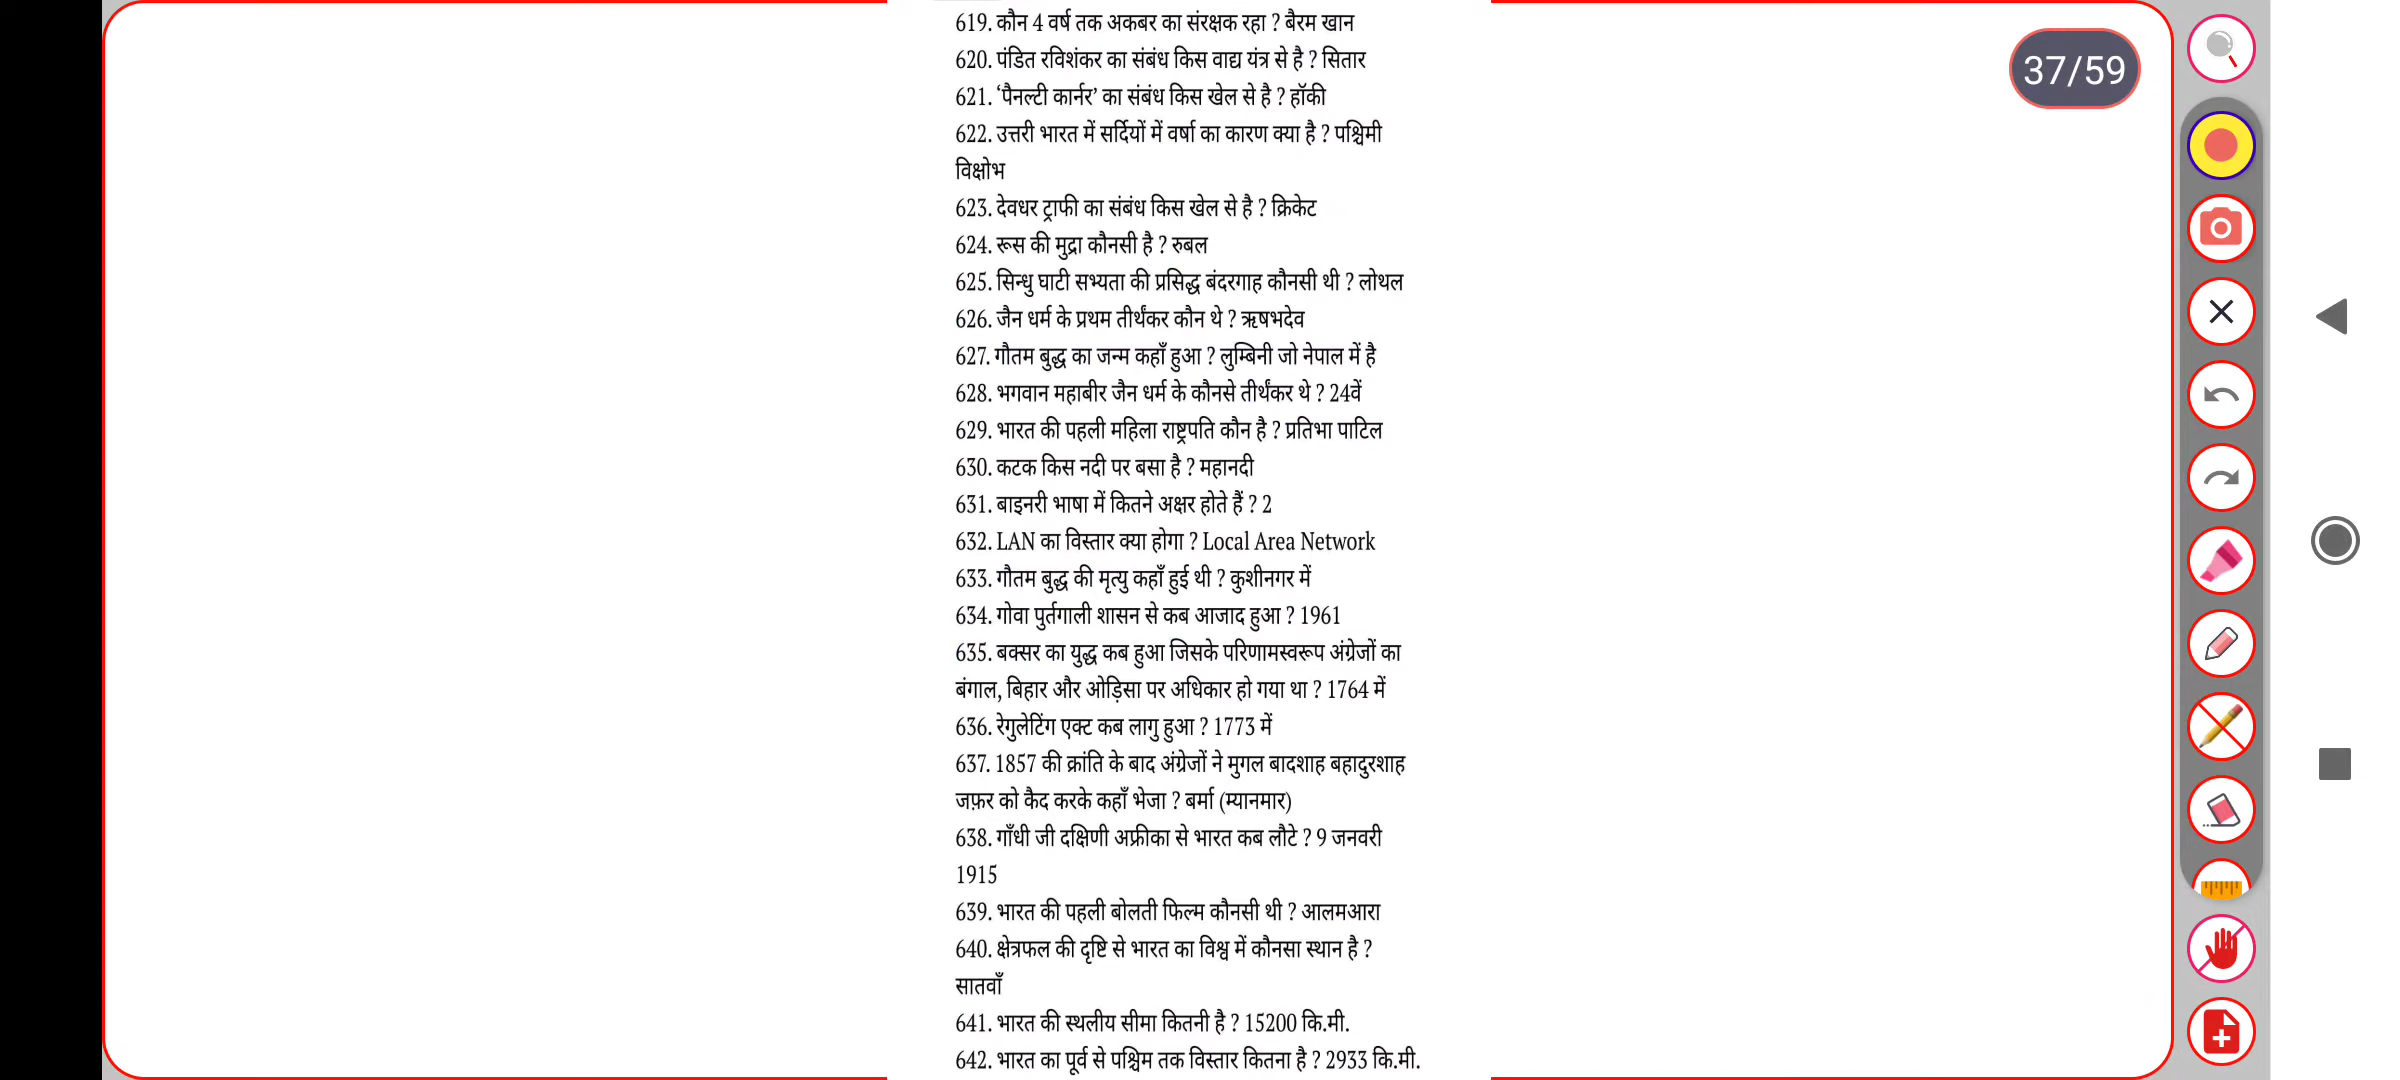 619. कौन 4 वर्ष तक अकबर का संरक्षक रहा ? बैरम खान
620. पंडित रविशंकर का संबंध किस वाद्य यंत्र से है ? सितार
621. ‘पैनल्टी कार्नर’ का संबंध किस खेल से है ? हॉकी
622. उत्तरी भारत में सर्दियों में वर्षा का कारण क्या है ? पश्चिमी
विक्षोभ
623. देवधर ट्राफी का संबंध किस खेल से है ? क्रिकेट
624. रूस की मुद्रा कौनसी है ? रुबल
625. सिन्धु घाटी सभ्यता की प्रसिद्ध बंदरगाह कौनसी थी ? लोथल
626. जैन धर्म के प्रथम तीर्थंकर कौन थे ? ऋषभदेव
627. गौतम बुद्ध का जन्म कहाँ हुआ ? लुम्बिनी जो नेपाल में है
628. भगवान महाबीर जैन धर्म के कौनसे तीर्थंकर थे ? 24वें
629. भारत की पहली महिला राष्ट्रपति कौन है ? प्रतिभा पाटिल
630. कटक किस नदी पर बसा है ? महानदी
631. बाइनरी भाषा में कितने अक्षर होते हैं ? 2
632. LAN का विस्तार क्या होगा ? Local Area Network
633. गौतम बुद्ध की मृत्यु कहाँ हुई थी ? कुशीनगर में
634. गोवा पुर्तगाली शासन से कब आजाद हुआ ? 1961
635. बक्सर का युद्ध कब हुआ जिसके परिणामस्वरूप अंग्रेजों का
बंगाल, बिहार और ओड़िसा पर अधिकार हो गया था ? 1764 में
636. रेगुलेटिंग एक्ट कब लागु हुआ ? 1773 में
637. 1857 की क्रांति के बाद अंग्रेजों ने मुगल बादशाह बहादुरशाह
जफ़र को कैद करके कहाँ भेजा ? बर्मा (म्यानमार)
638. गाँधी जी दक्षिणी अफ्रीका से भारत कब लौटे ? 9 जनवरी
1915
639. भारत की पहली बोलती फिल्म कौनसी थी ? आलमआरा
640. क्षेत्रफल की दृष्टि से भारत का विश्व में कौनसा स्थान है ?
सातवाँ
641. भारत की स्थलीय सीमा कितनी है ? 15200 कि.मी.
642. भारत का पूर्व से पश्चिम तक विस्तार कितना है ? 2933 कि.मी.
37/59